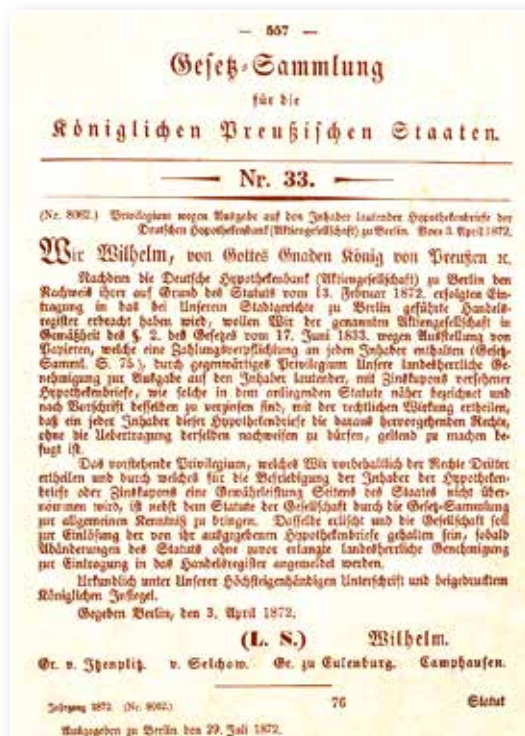 — 557 —
Gesetz-Sammlung
für die
Königlichen Preußischen Staaten.
Nr. 33.
(Nr. 8062.) Privilegium wegen Ausgabe auf den Inhaber lautender Hypothekenbriefe der
Deutschen Hypothekenbank (Aktiengesellschaft) zu Berlin. Vom 3. April 1872.
Wir Wilhelm, von Gottes Gnaden König von Preußen ꝛc.
Nachdem die Deutsche Hypothekenbank (Aktiengesellschaft) zu Berlin den
Nachweis ihrer auf Grund des Statuts vom 13. Februar 1872. erfolgten Ein-
tragung in das bei Unserem Stadtgerichte zu Berlin geführte Handels-
register erbracht haben wird, wollen Wir der genannten Aktiengesellschaft in
Gemäßheit des §. 2. des Gesetzes vom 17. Juni 1833. wegen Ausstellung von
Papieren, welche eine Zahlungsverpflichtung an jeden Inhaber enthalten (Gesetz-
Samml. S. 75.), durch gegenwärtiges Privilegium Unsere landesherrliche Ge-
nehmigung zur Ausgabe auf den Inhaber lautender, mit Zinskupons versehener
Hypothekenbriefe, wie solche in dem anliegenden Statute näher bezeichnet und
nach Vorschrift desselben zu verzinsen sind, mit der rechtlichen Wirkung ertheilen,
daß ein jeder Inhaber dieser Hypothekenbriefe die daraus hervorgehenden Rechte,
ohne die Uebertragung derselben nachweisen zu dürfen, geltend zu machen be-
fugt ist.
Das vorstehende Privilegium, welches Wir vorbehaltlich der Rechte Dritter
ertheilen und durch welches für die Befriedigung der Inhaber der Hypotheken-
briefe oder Zinskupons eine Gewährleistung Seitens des Staates nicht über-
nommen wird, ist nebst dem Statute der Gesellschaft durch die Gesetz-Sammlung
zur allgemeinen Kenntniß zu bringen. Dasselbe erlischt und die Gesellschaft soll
zur Einlösung der von ihr ausgegebenen Hypothekenbriefe gehalten sein, sobald
Abänderungen des Statuts ohne zuvor erlangte landesherrliche Genehmigung
zur Eintragung in das Handelsregister angemeldet werden.
Urkundlich unter Unserer Höchsteigenhändigen Unterschrift und beigedrucktem
Königlichen Insiegel.
Gegeben Berlin, den 3. April 1872.
(L. S.) Wilhelm.
Gr. v. Itzenplitz. v. Selchow. Gr. zu Eulenburg. Camphausen.
Jahrgang 1872. (Nr. 8062.) 76 Statut
Ausgegeben zu Berlin den 29. Juli 1872.